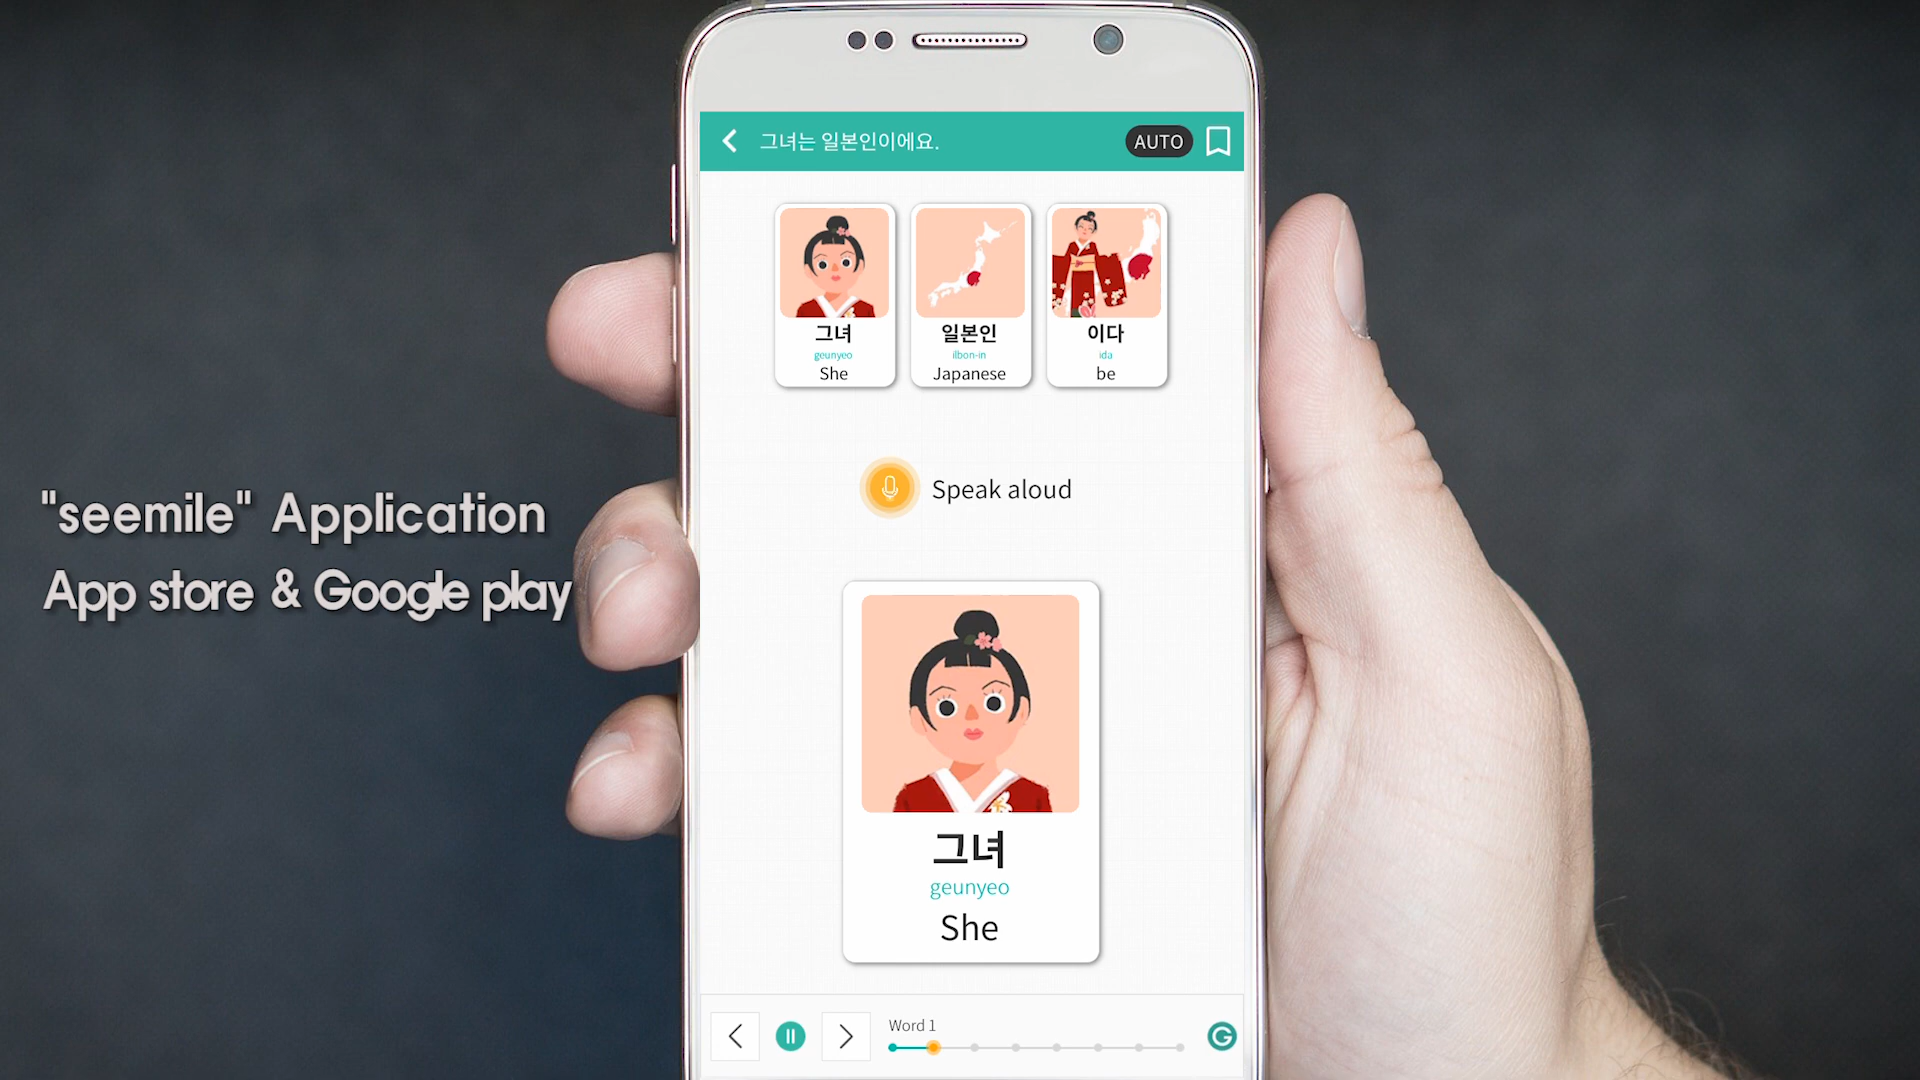 "seemile" Application
App store & Google play
그녀는 일본인이에요.
AUTO
그녀
geunyeo
She
일본인
ilbon-in
Japanese
이다
ida
be
Speak aloud
그녀
geunyeo
She
Word 1
G